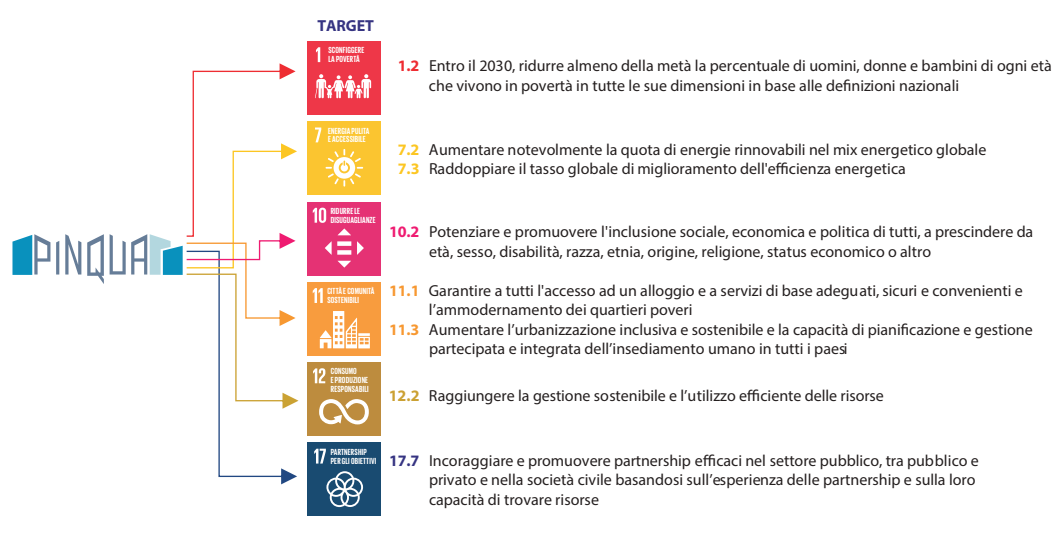 TARGET
PINQUA
1 SCONFIGGERE
LA POVERTÀ
1.2 Entro il 2030, ridurre almeno della metà la percentuale di uomini, donne e bambini di ogni età
che vivono in povertà in tutte le sue dimensioni in base alle definizioni nazionali
7 ENERGIA PULITA
E ACCESSIBILE
7.2 Aumentare notevolmente la quota di energie rinnovabili nel mix energetico globale
7.3 Raddoppiare il tasso globale di miglioramento dell'efficienza energetica
10 RIDURRE LE
DISUGUAGLIANZE
10.2 Potenziare e promuovere l'inclusione sociale, economica e politica di tutti, a prescindere da
età, sesso, disabilità, razza, etnia, origine, religione, status economico o altro
11 CITTÀ E COMUNITÀ
SOSTENIBILI
11.1 Garantire a tutti l'accesso ad un alloggio e a servizi di base adeguati, sicuri e convenienti e
l’ammodernamento dei quartieri poveri
11.3 Aumentare l’urbanizzazione inclusiva e sostenibile e la capacità di pianificazione e gestione
partecipata e integrata dell’insediamento umano in tutti i paesi
12 CONSUMO
E PRODUZIONE
RESPONSABILI
12.2 Raggiungere la gestione sostenibile e l’utilizzo efficiente delle risorse
17 PARTNERSHIP
PER GLI OBIETTIVI
17.7 Incoraggiare e promuovere partnership efficaci nel settore pubblico, tra pubblico e
privato e nella società civile basandosi sull’esperienza delle partnership e sulla loro
capacità di trovare risorse